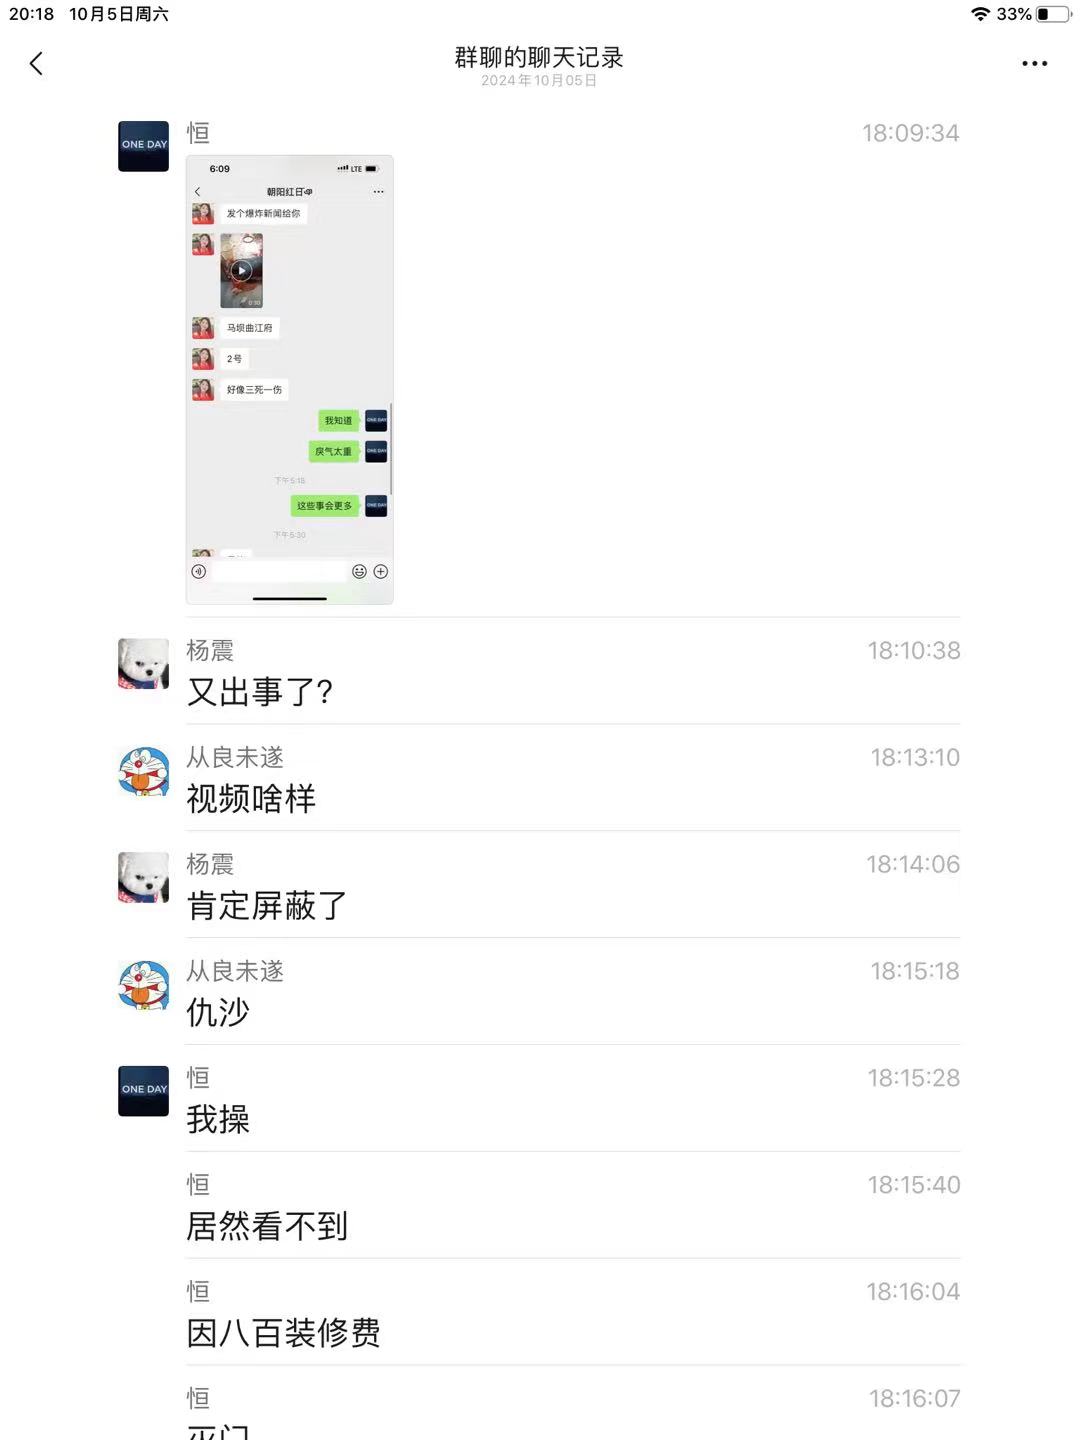 20:18 10月5日周六
33%
群聊的聊天记录
2024年10月05日
恒
18:09:34
ONE DAY
6:09
LTE
朝阳红日
发个爆炸新闻给你
0:30
马坝曲江府
2号
好像三死一伤
我知道
ONE DAY
戾气太重
ONE DAY
下午5:18
这些事会更多
ONE DAY
下午5:30
杨震
18:10:38
又出事了?
从良未遂
18:13:10
视频啥样
杨震
18:14:06
肯定屏蔽了
从良未遂
18:15:18
仇沙
恒
18:15:28
ONE DAY
我操
恒
18:15:40
居然看不到
恒
18:16:04
因八百装修费
恒
18:16:07